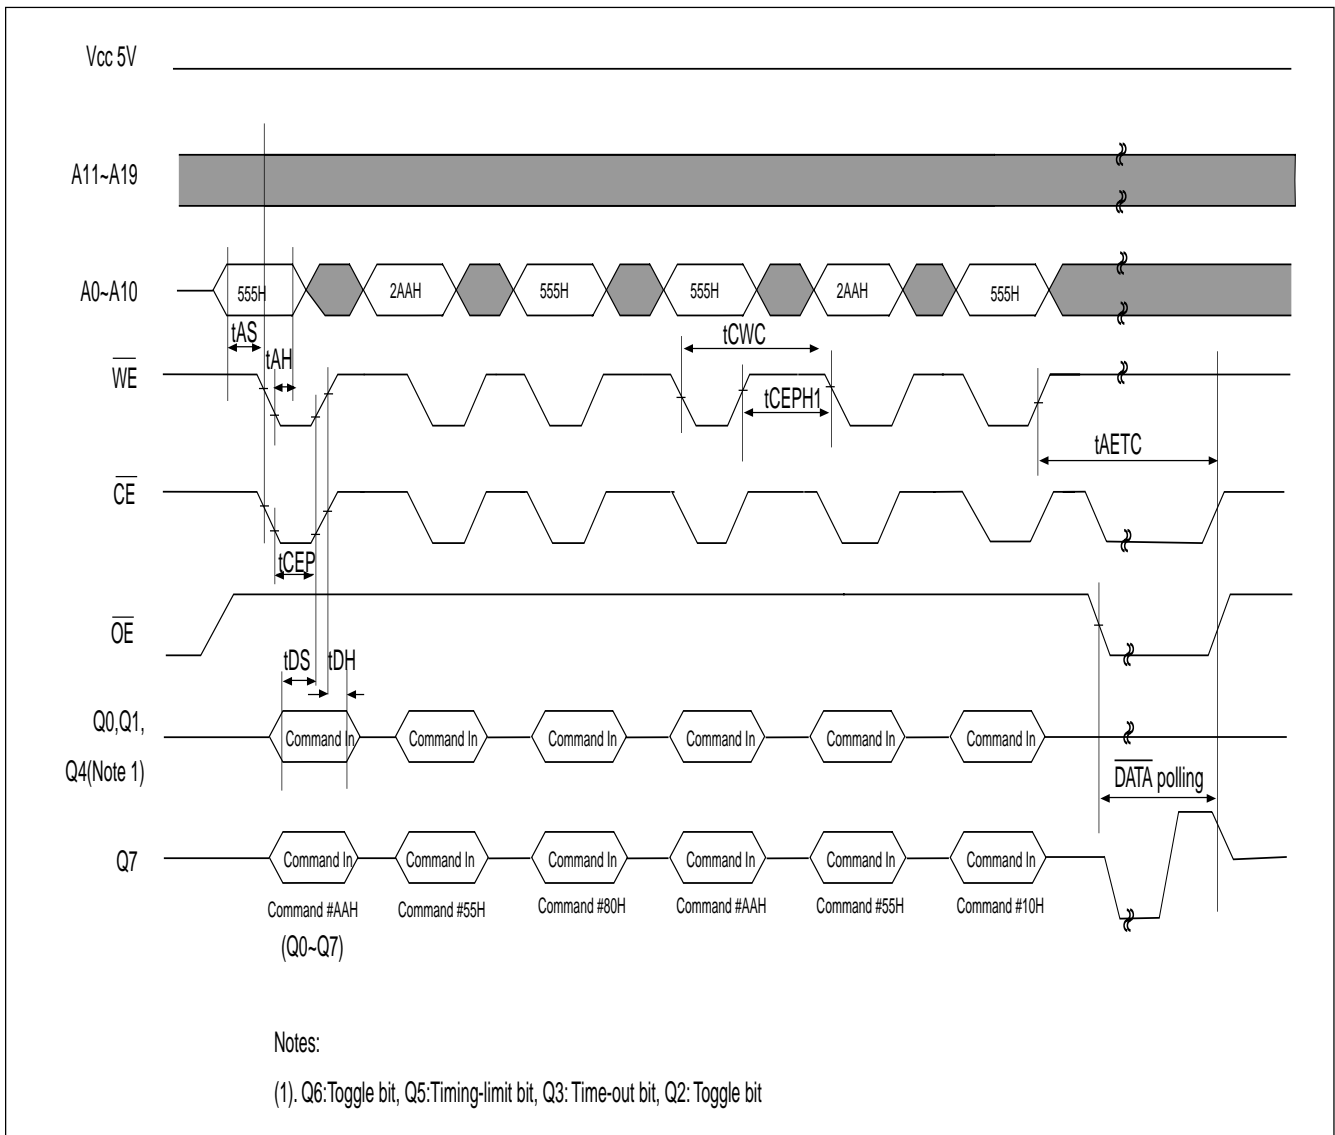 Vcc 5V
A11~A19
A0~A10
555H
2AAH
555H
555H
2AAH
555H
tAS
tAH
tCWC
WE
tCEPH1
tAETC
CE
tCEP
OE
tDS
tDH
Q0,Q1,
Q4(Note 1)
Command In
Command In
Command In
Command In
Command In
Command In
DATA polling
Q7
Command In
Command In
Command In
Command In
Command In
Command In
Command #AAH
Command #55H
Command #80H
Command #AAH
Command #55H
Command #10H
(Q0~Q7)
Notes:
(1). Q6:Toggle bit, Q5:Timing-limit bit, Q3: Time-out bit, Q2: Toggle bit